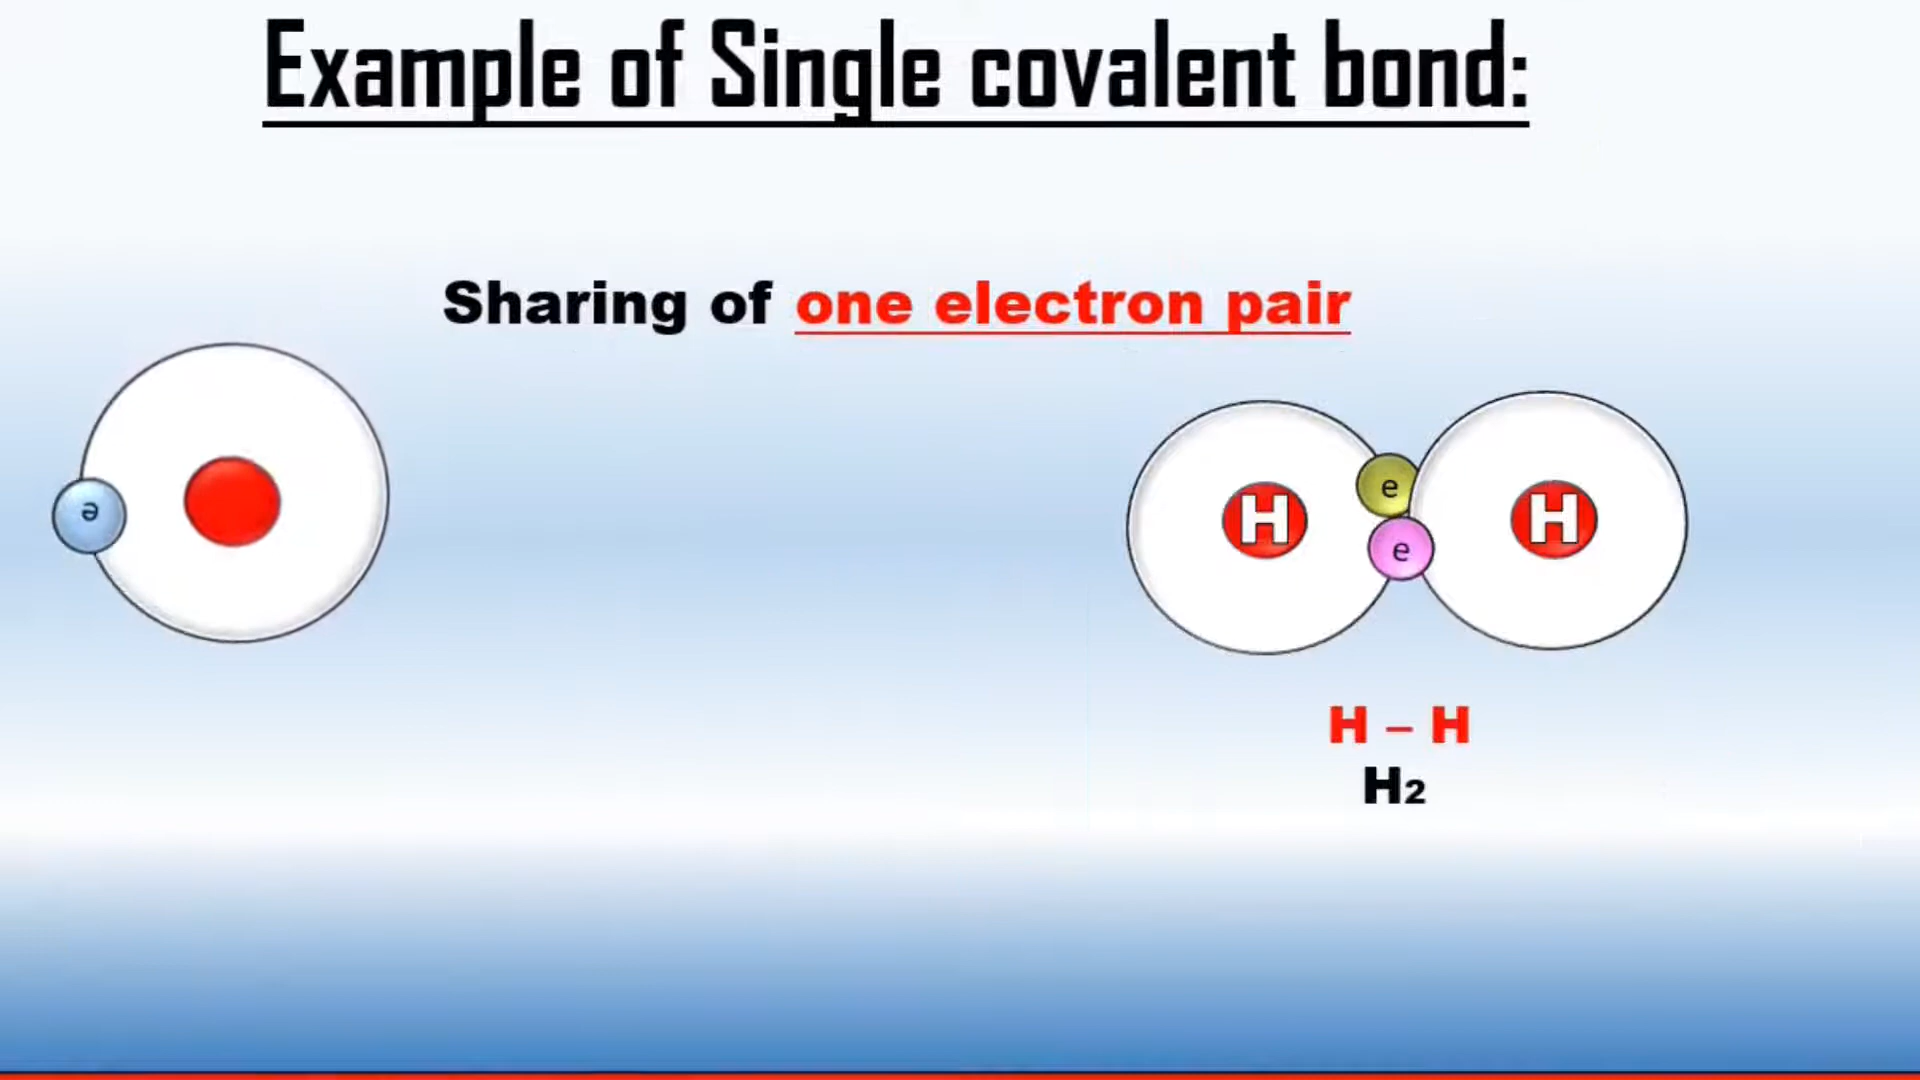 Example of Single covalent bond:
Sharing of one electron pair
e
H
e
e
H
H – H
H₂